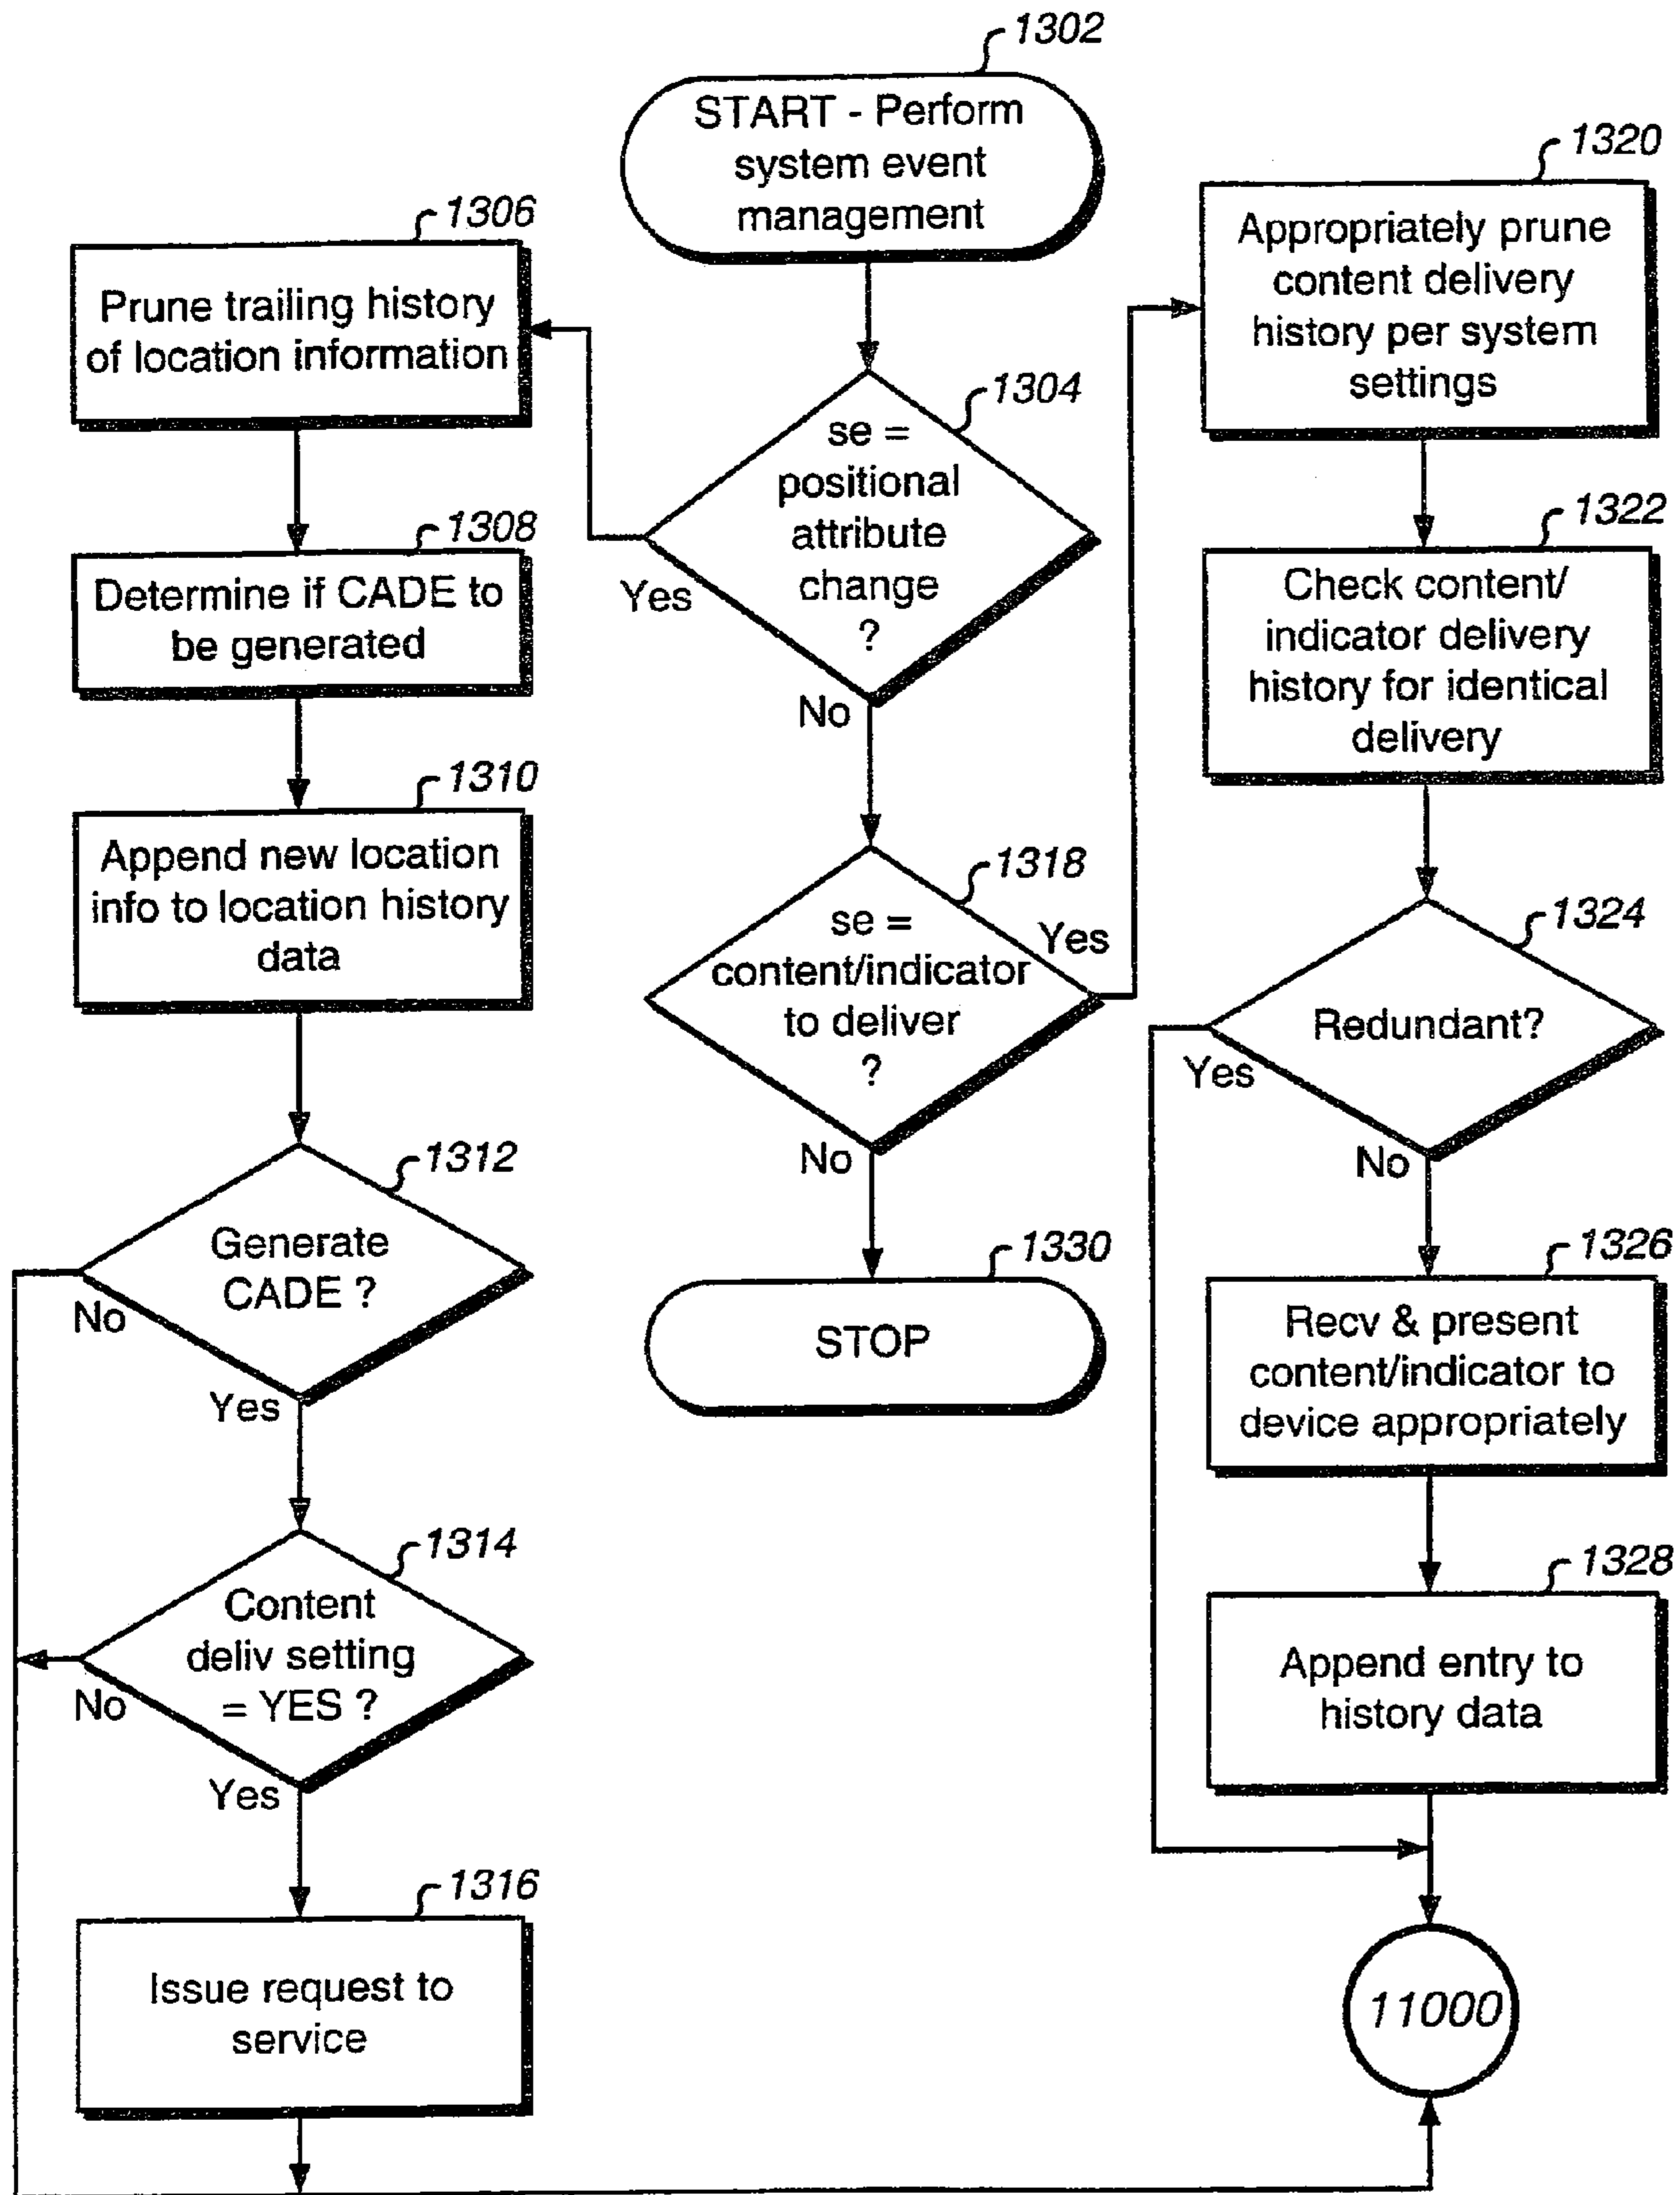 1302
START - Perform
system event
management
1304
se =
positional
attribute
change
?
Yes
No
1306
Prune trailing history
of location information
1308
Determine if CADE to
be generated
1310
Append new location
info to location history
data
1312
Generate
CADE ?
No
Yes
1314
Content
deliv setting
= YES ?
No
Yes
1316
Issue request to
service
1318
se =
content/indicator
to deliver
?
Yes
No
1330
STOP
1320
Appropriately prune
content delivery
history per system
settings
1322
Check content/
indicator delivery
history for identical
delivery
1324
Redundant?
Yes
No
1326
Recv & present
content/indicator to
device appropriately
1328
Append entry to
history data
11000